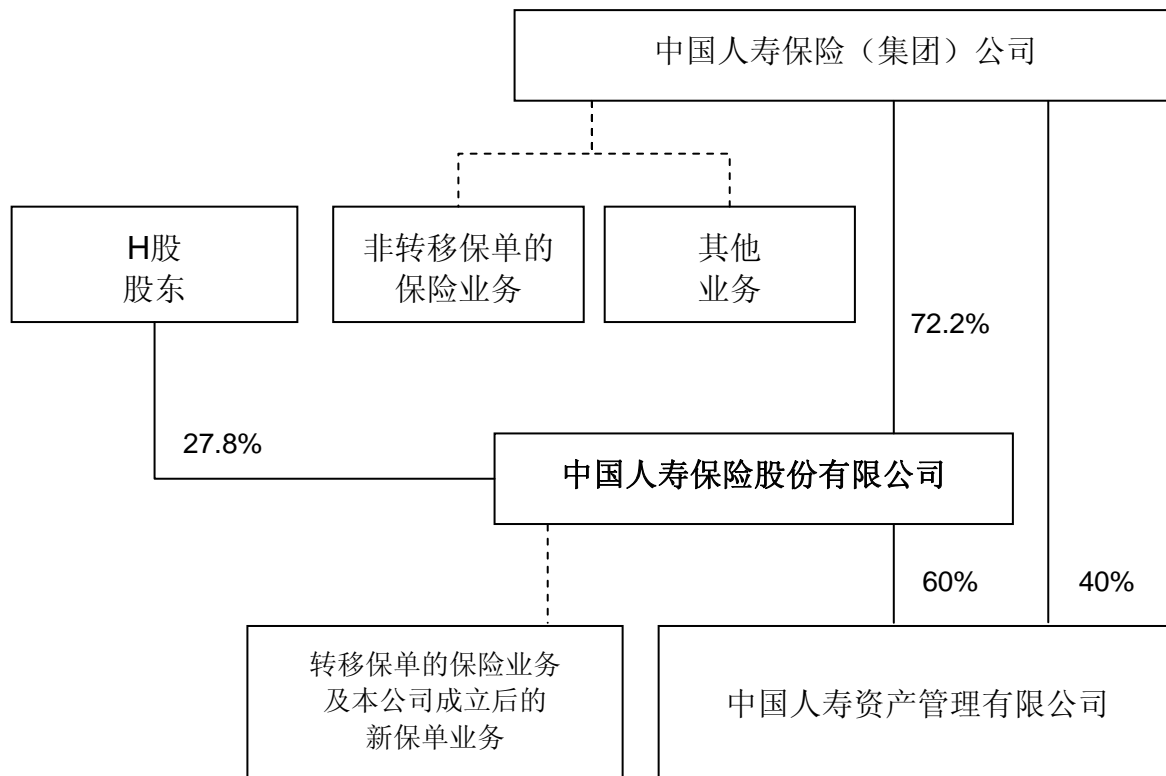 中国人寿保险（集团）公司
H股
股东
非转移保单的
保险业务
其他
业务
72.2%
27.8%
中国人寿保险股份有限公司
60%
40%
转移保单的保险业务
及本公司成立后的
新保单业务
中国人寿资产管理有限公司